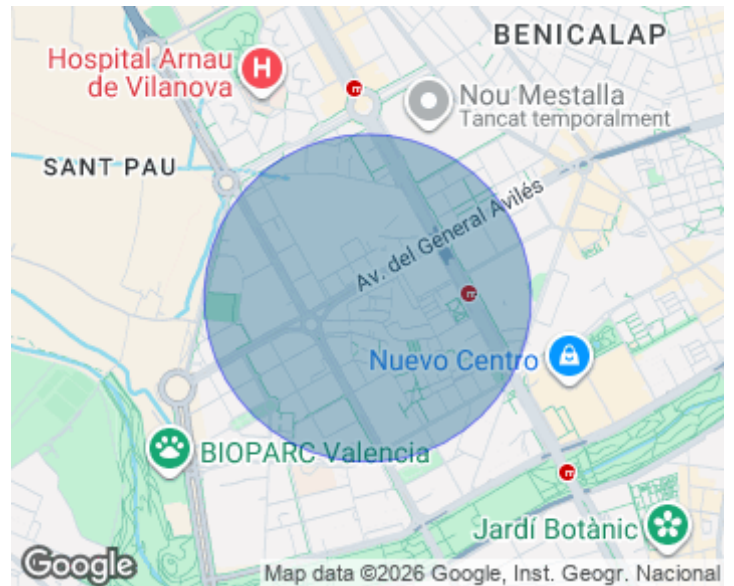 BENICALAP
Hospital Arnau
de Vilanova
H
Nou Mestalla
Tancat temporalment
SANT PAU
Av. del General Avilés
Nuevo Centro
BIOPARC Valencia
Jardí Botànic
Google
Map data ©2026 Google, Inst. Geogr. Nacional